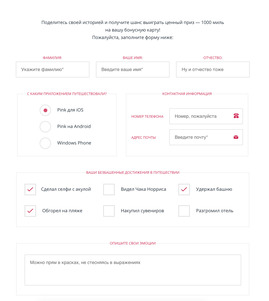 Поделитесь своей историей и получите шанс выиграть ценный приз — 1000 миль
на вашу бонусную карту!
Пожалуйста, заполните форму ниже:
ФАМИЛИЯ: ВАШЕ ИМЯ: ОТЧЕСТВО:
Укажите фамилию* Введите ваше имя* Ну и отчество тоже
С КАКИМ ПРИЛОЖЕНИЕМ ПУТЕШЕСТВОВАЛИ? КОНТАКТНАЯ ИНФОРМАЦИЯ:
Pink для iOS
Pink на Android
Windows Phone
НОМЕР ТЕЛЕФОНА: Номер, пожалуйста*
АДРЕС ПОЧТЫ: Введите почту*
ВАШИ ВОЗВЫШЕННЫЕ ДОСТИЖЕНИЯ В ПУТЕШЕСТВИИ:
Сделал селфи с акулой Видел Чака Норриса Удержал башню
Обгорел на пляже Накупил сувениров Разгромил отель
ОПИШИТЕ СВОИ ЭМОЦИИ:
Можно прям в красках, не стесняясь в выражениях